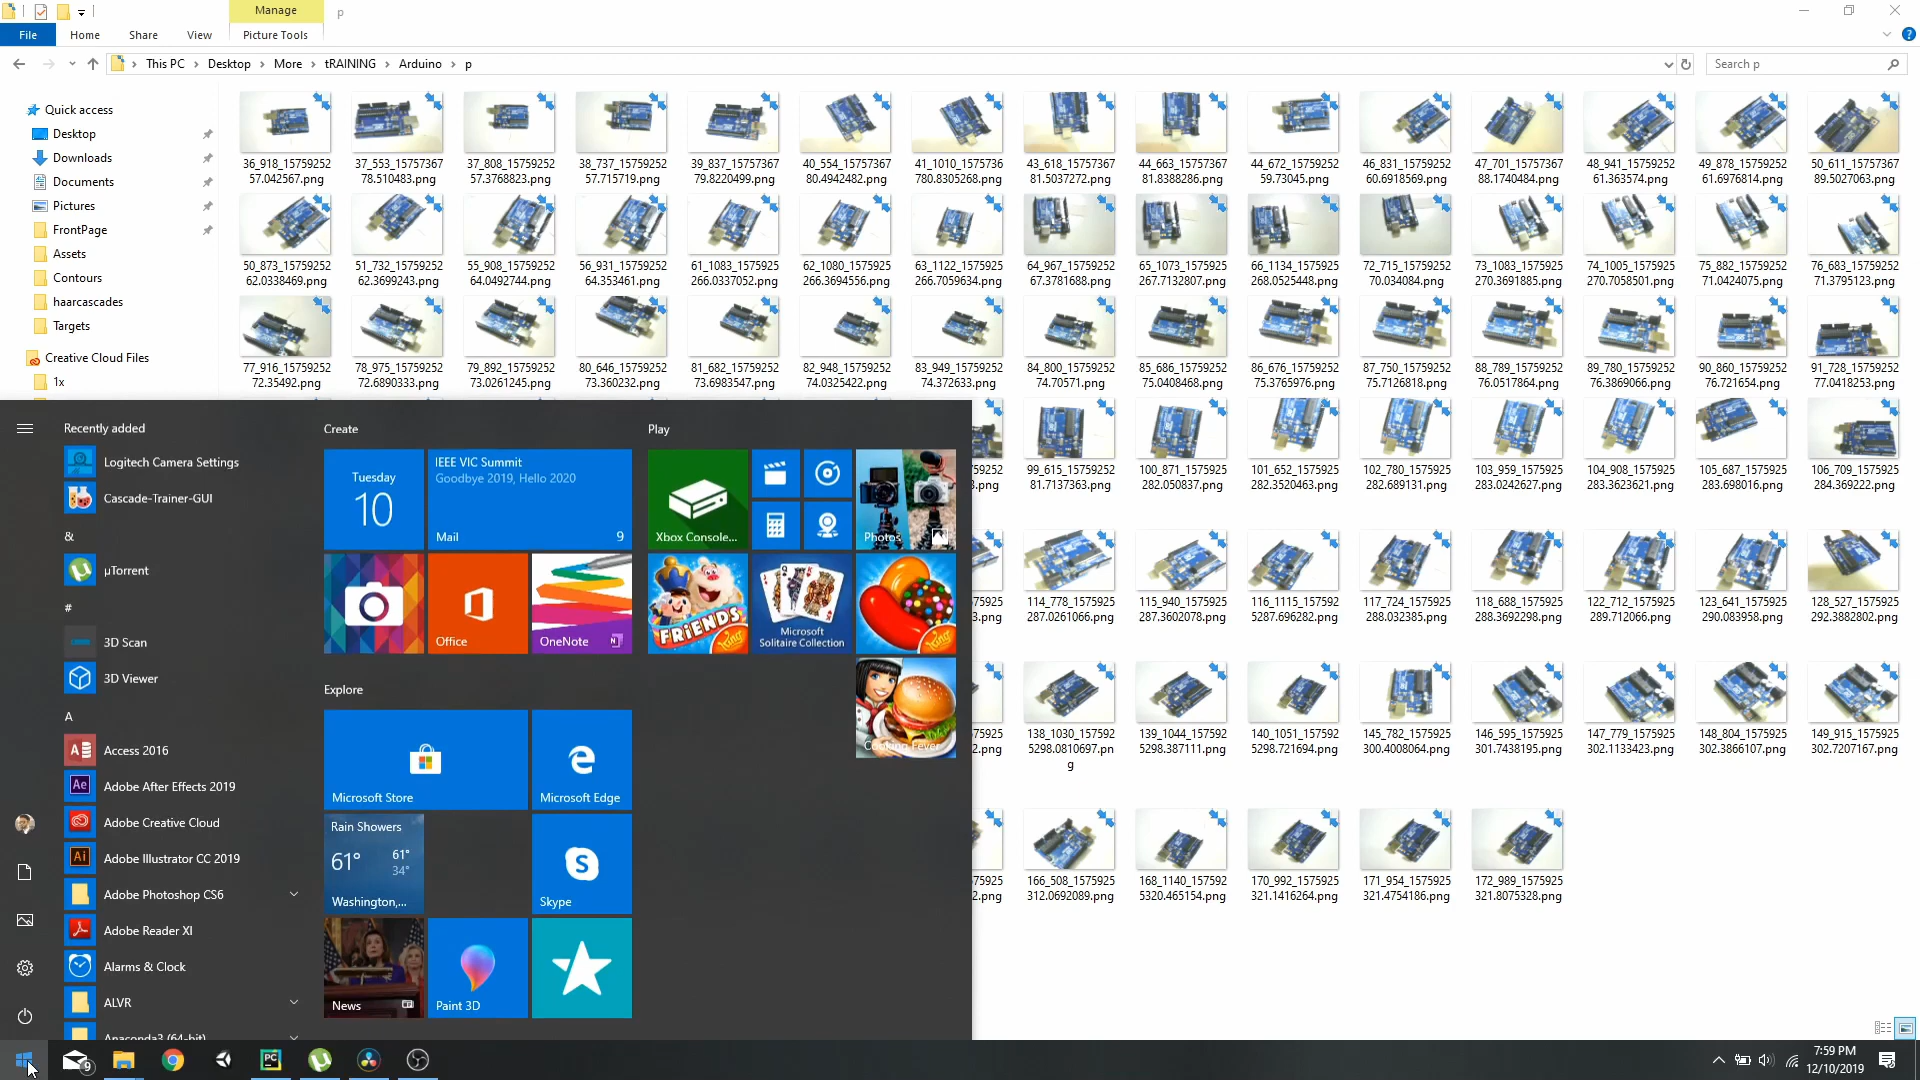 Manage
p
File
Home
Share
View
Picture Tools
This PC
Desktop
More
tRAINING
Arduino
p
Search p
Quick access
Desktop
Downloads
Documents
Pictures
FrontPage
Assets
Contours
haarcascades
Targets
Creative Cloud Files
1x
36_918_15759252
57.042567.png
37_553_15757367
78.510483.png
37_808_15759252
57.3768823.png
38_737_15759252
57.715719.png
39_837_15757367
79.8220499.png
40_554_15757367
80.4942482.png
41_1010_1575736
780.8305268.png
43_618_15757367
81.5037272.png
44_663_15757367
81.8388286.png
44_672_15759252
59.73045.png
46_831_15759252
60.6918569.png
47_701_15757367
88.1740484.png
48_941_15759252
61.363574.png
49_878_15759252
61.6976814.png
50_611_15757367
89.5027063.png
50_873_15759252
62.0338469.png
51_732_15759252
62.3699243.png
55_908_15759252
64.0492744.png
56_931_15759252
64.353461.png
61_1083_1575925
266.0337052.png
62_1080_1575925
266.3694556.png
63_1122_1575925
266.7059634.png
64_967_15759252
67.3781688.png
65_1073_1575925
267.7132807.png
66_1134_1575925
268.0525448.png
72_715_15759252
70.034084.png
73_1083_1575925
270.3691885.png
74_1005_1575925
270.7058501.png
75_882_15759252
71.0424075.png
76_683_15759252
71.3795123.png
77_916_15759252
72.35492.png
78_975_15759252
72.6890333.png
79_892_15759252
73.0261245.png
80_646_15759252
73.360232.png
81_682_15759252
73.6983547.png
82_948_15759252
74.0325422.png
83_949_15759252
74.372633.png
84_800_15759252
74.70571.png
85_686_15759252
75.0408468.png
86_676_15759252
75.3765976.png
87_750_15759252
75.7126818.png
88_789_15759252
76.0517864.png
89_780_15759252
76.3869066.png
90_860_15759252
76.721654.png
91_728_15759252
77.0418253.png
99_615_15759252
81.7137363.png
100_871_1575925
282.050837.png
101_652_1575925
282.3520463.png
102_780_1575925
282.689131.png
103_959_1575925
283.0242627.png
104_908_1575925
283.3623621.png
105_687_1575925
283.698016.png
106_709_1575925
284.369222.png
114_778_1575925
287.0261066.png
115_940_1575925
287.3602078.png
116_1115_157592
5287.696282.png
117_724_1575925
288.032385.png
118_688_1575925
288.3692298.png
122_712_1575925
289.712066.png
123_641_1575925
290.083958.png
128_527_1575925
292.3882802.png
138_1030_157592
5298.0810697.pn
g
139_1044_157592
5298.387111.png
140_1051_157592
5298.721694.png
145_782_1575925
300.4008064.png
146_595_1575925
301.7438195.png
147_779_1575925
302.1133423.png
148_804_1575925
302.3866107.png
149_915_1575925
302.7207167.png
166_508_1575925
312.0692089.png
168_1140_157592
5320.465154.png
170_992_1575925
321.1416264.png
171_954_1575925
321.4754186.png
172_989_1575925
321.8075328.png
Recently added
Logitech Camera Settings
Cascade-Trainer-GUI
&
µTorrent
#
3D Scan
3D Viewer
A
Access 2016
Adobe After Effects 2019
Adobe Creative Cloud
Adobe Illustrator CC 2019
Adobe Photoshop CS6
Adobe Reader XI
Alarms & Clock
ALVR
Anaconda3 (64-bit)
Create
Tuesday
10
IEEE VIC Summit
Goodbye 2019, Hello 2020
Mail
9
Office
OneNote
Explore
Microsoft Store
Microsoft Edge
Rain Showers
61°
61°
34°
Washington,...
Skype
News
Paint 3D
Play
Xbox Console...
Photos
FRIENDS
King
Microsoft
Solitaire Collection
King
Cooking Fever
9
7:59 PM
12/10/2019